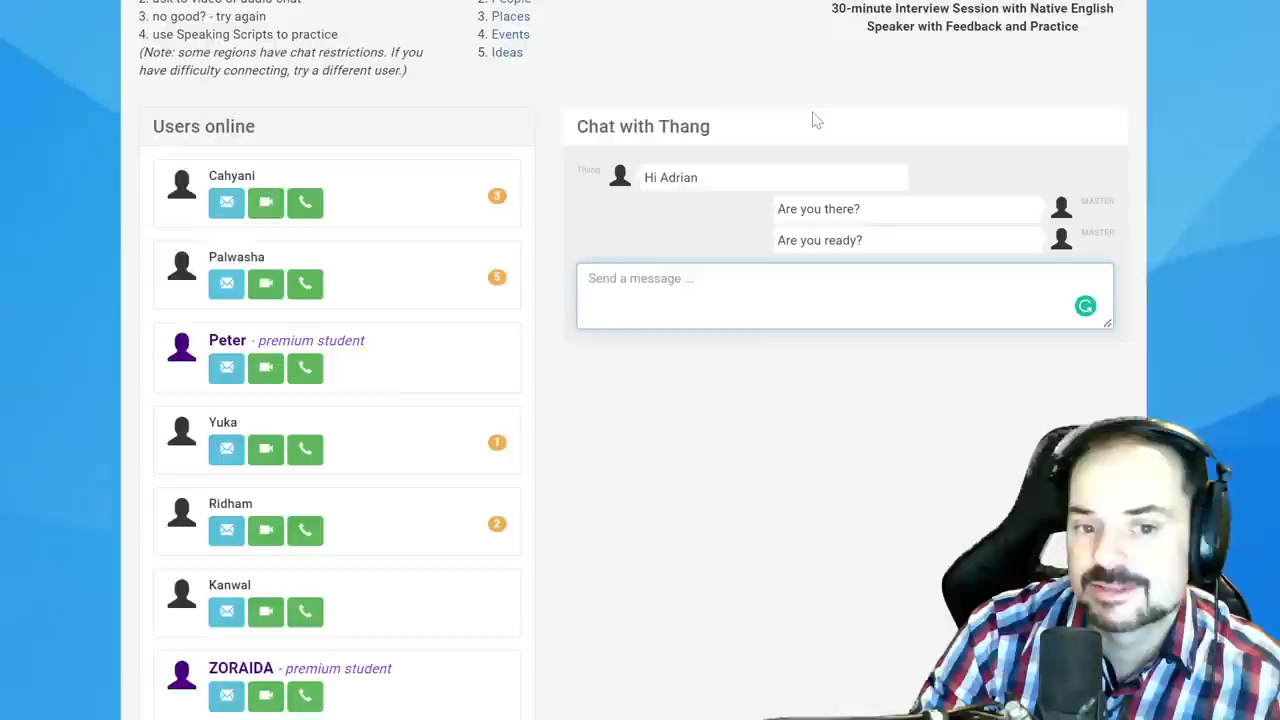 3. no good? - try again
4. use Speaking Scripts to practice
(Note: some regions have chat restrictions. If you
have difficulty connecting, try a different user.)
3. Places
4. Events
5. Ideas
30-minute Interview Session with Native English
Speaker with Feedback and Practice
Users online
Cahyani
3
Palwasha
5
Peter - premium student
Yuka
1
Ridham
2
Kanwal
ZORAIDA - premium student
Chat with Thang
Thang
Hi Adrian
Are you there?
MASTER
Are you ready?
MASTER
Send a message ...